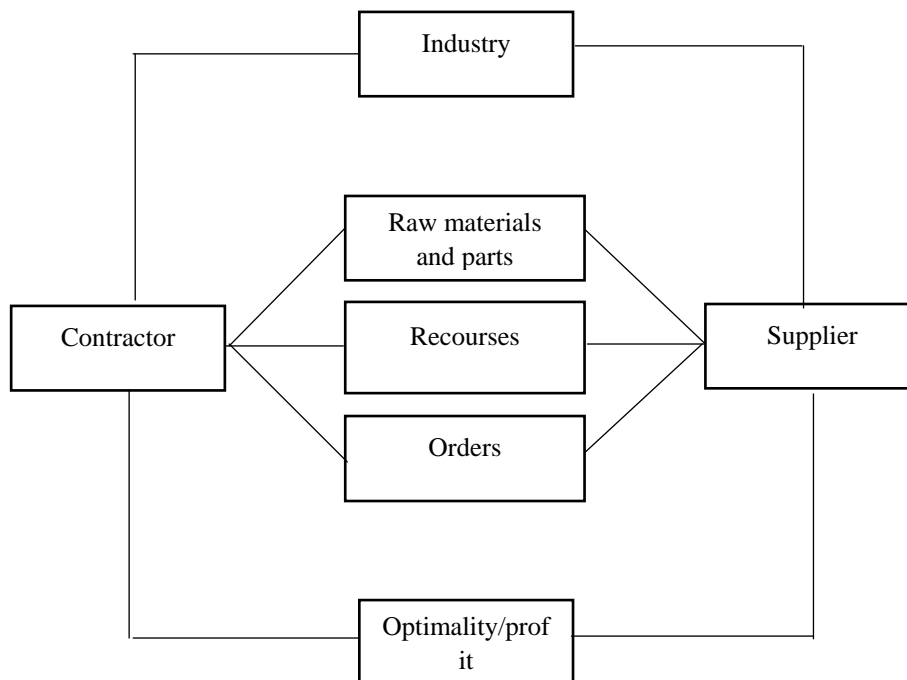 Industry
Raw materials
and parts
Contractor
Recourses
Supplier
Orders
Optimality/prof
it